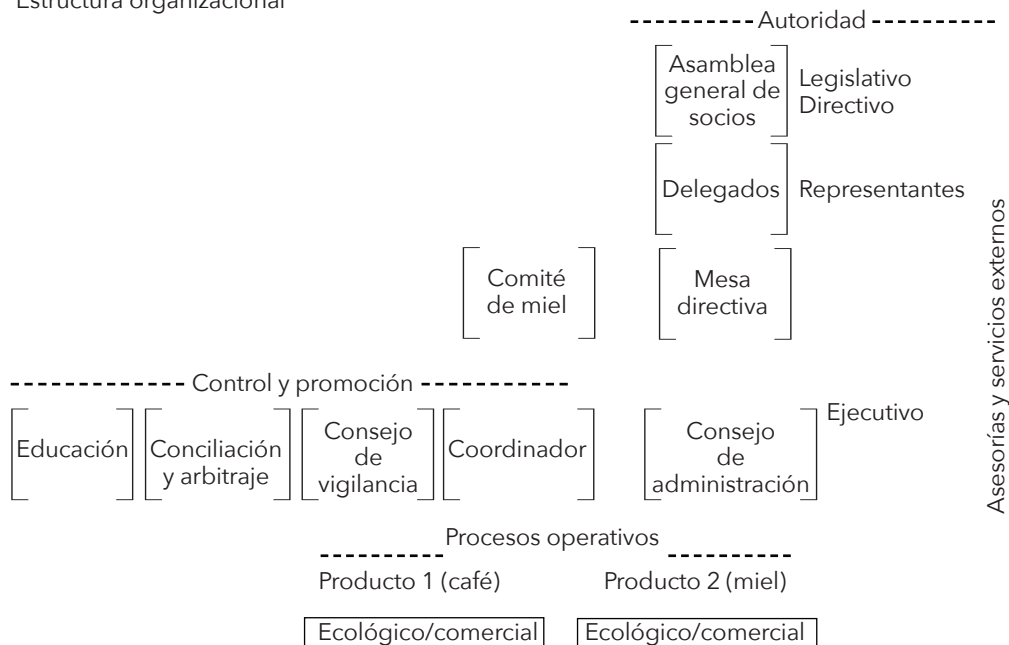 Estructura organizacional
Autoridad
Asamblea
general de
socios
Legislativo
Directivo
Delegados
Representantes
Comité
de miel
Mesa
directiva
Asesorías y servicios externos
Control y promoción
Educación
Conciliación
y arbitraje
Consejo
de
vigilancia
Coordinador
Consejo
de
administración
Ejecutivo
Procesos operativos
Producto 1 (café)
Producto 2 (miel)
Ecológico/comercial
Ecológico/comercial